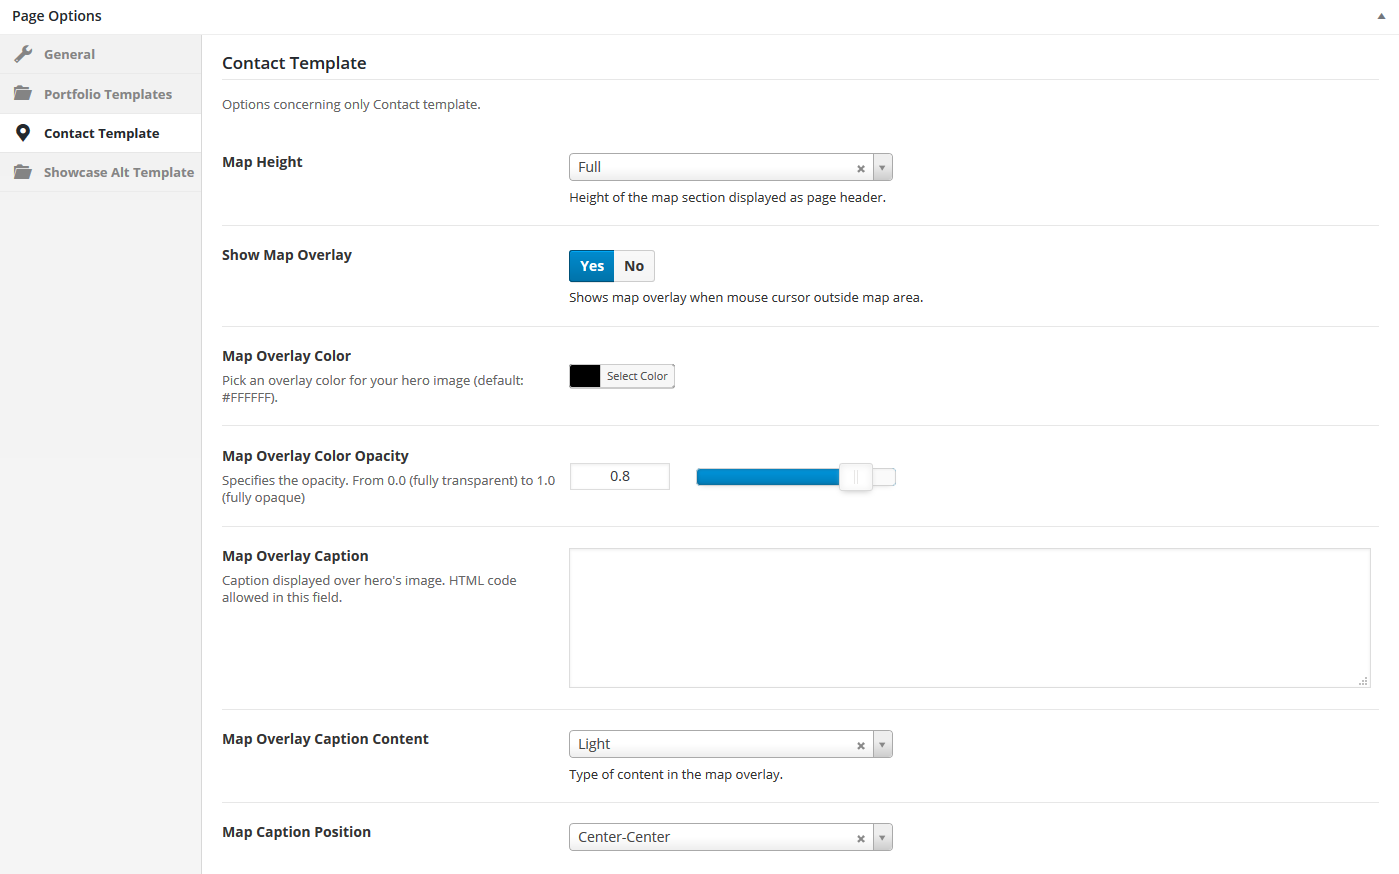 Page Options
General
Portfolio Templates
Contact Template
Showcase Alt Template
Contact Template
Options concerning only Contact template.
Map Height
Full
Height of the map section displayed as page header.
Show Map Overlay
Yes No
Shows map overlay when mouse cursor outside map area.
Map Overlay Color
Pick an overlay color for your hero image (default:
#FFFFFF).
Select Color
Map Overlay Color Opacity
Specifies the opacity. From 0.0 (fully transparent) to 1.0
(fully opaque)
0.8
Map Overlay Caption
Caption displayed over hero's image. HTML code
allowed in this field.
Map Overlay Caption Content
Light
Type of content in the map overlay.
Map Caption Position
Center-Center